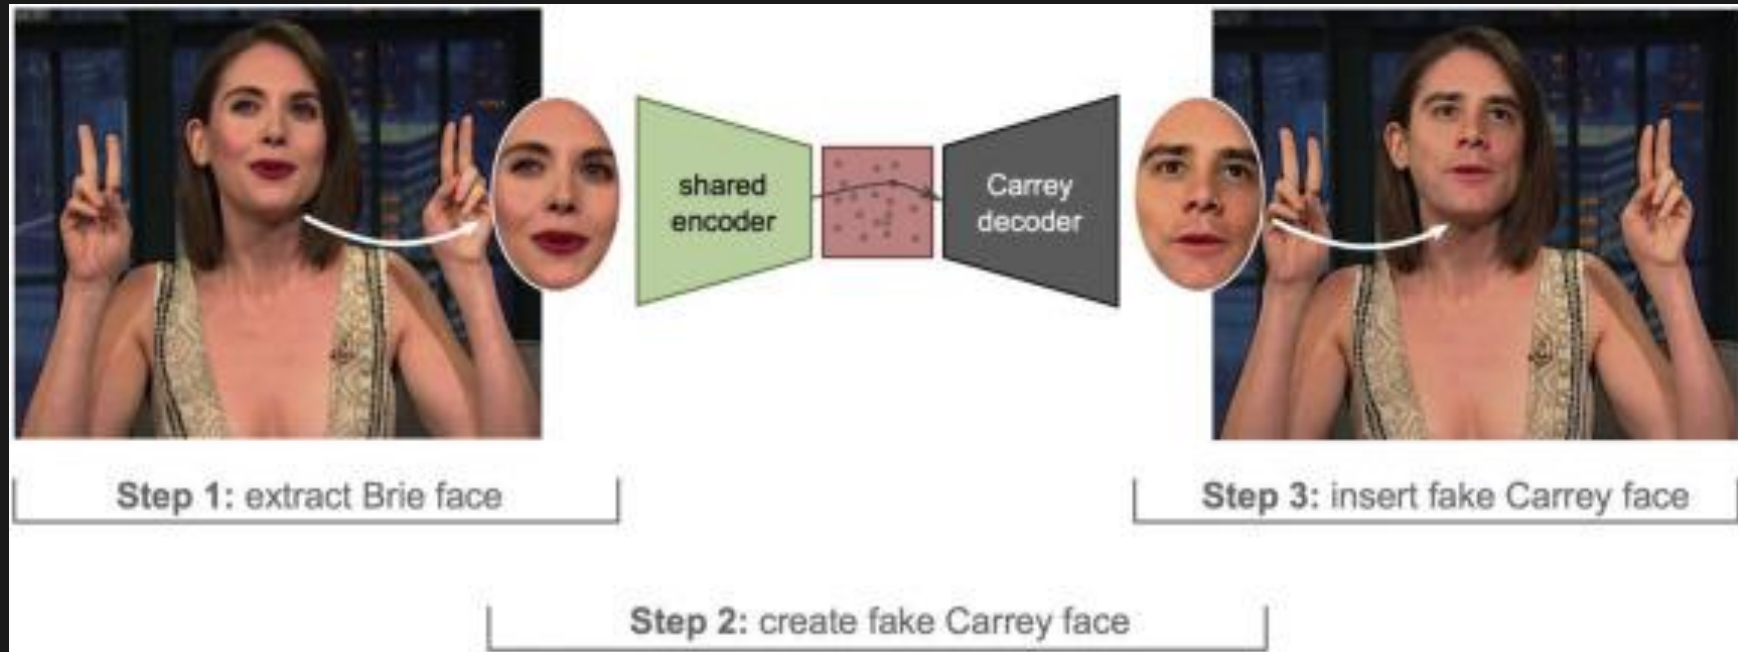 shared
encoder
Carrey
decoder
Step 1: extract Brie face
Step 3: insert fake Carrey face
Step 2: create fake Carrey face